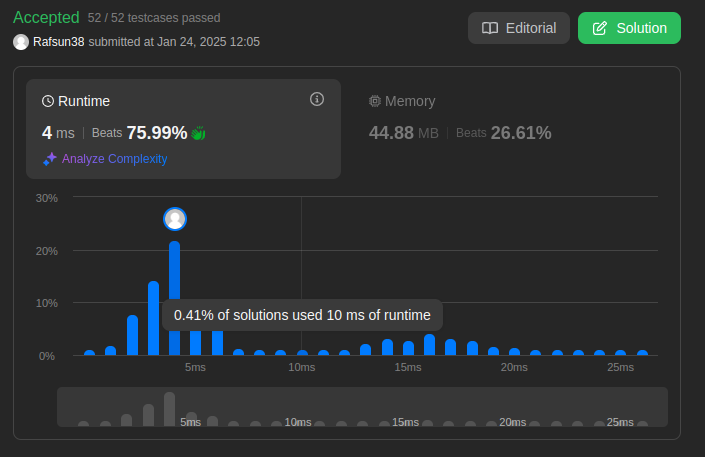 Accepted 52 / 52 testcases passed
Rafsun38 submitted at Jan 24, 2025 12:05
Editorial
Solution
Runtime
4 ms | Beats 75.99%
Analyze Complexity
Memory
44.88 MB | Beats 26.61%
30%
20%
10%
0%
0.41% of solutions used 10 ms of runtime
5ms 10ms 15ms 20ms 25ms
5ms 10ms 15ms 20ms 25ms